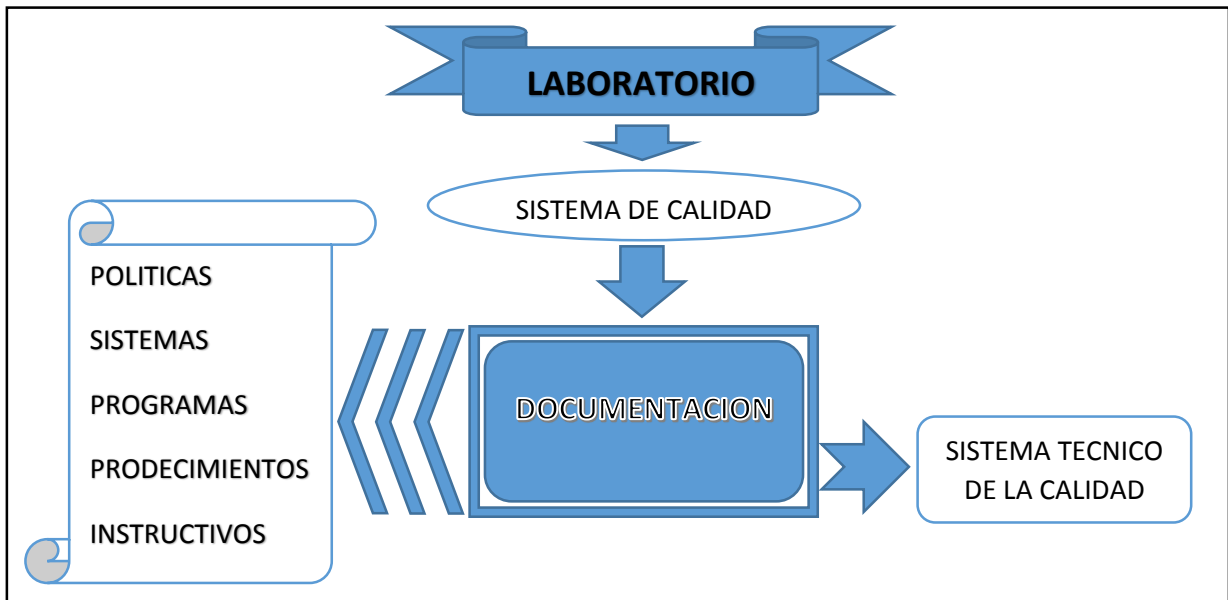 LABORATORIO
SISTEMA DE CALIDAD
POLITICAS
SISTEMAS
PROGRAMAS
PRODECIMIENTOS
INSTRUCTIVOS
DOCUMENTACION
SISTEMA TECNICO
DE LA CALIDAD